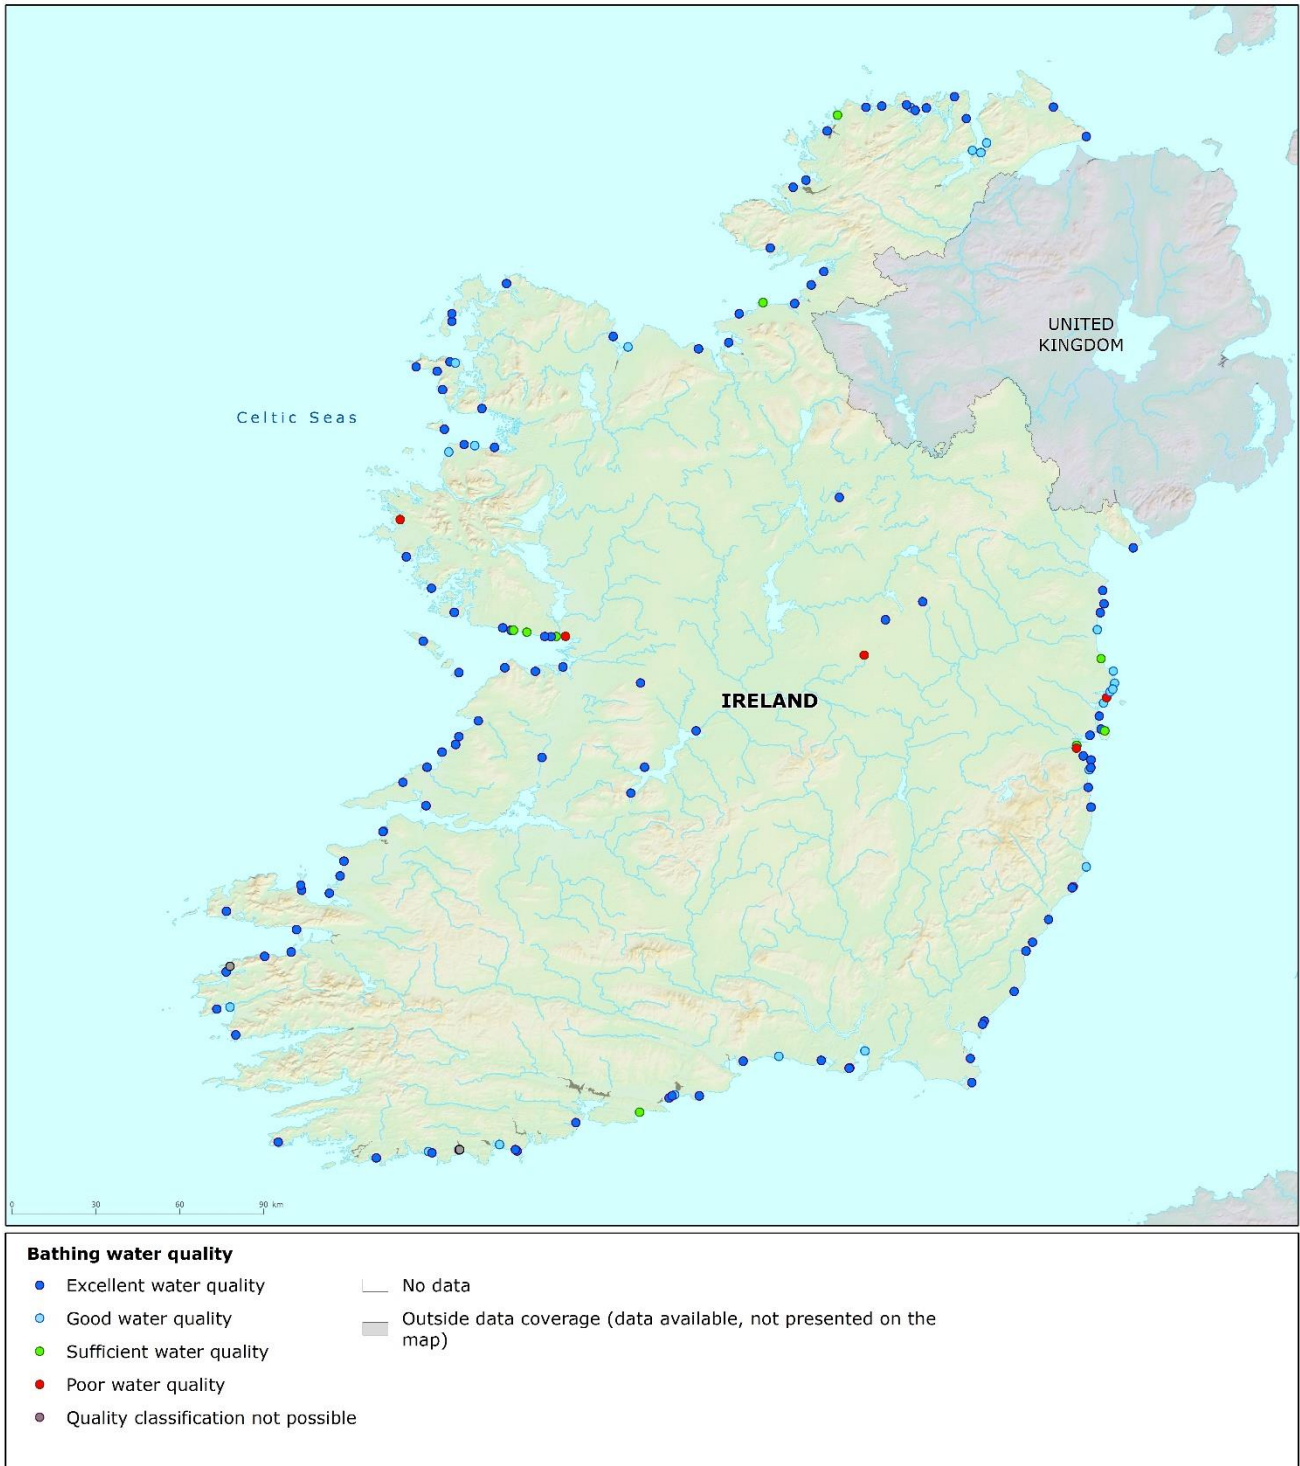 UNITED
KINGDOM
Celtic Seas
IRELAND
0 30 60 90 km
Bathing water quality
Excellent water quality
Good water quality
Sufficient water quality
Poor water quality
Quality classification not possible
No data
Outside data coverage (data available, not presented on the
map)